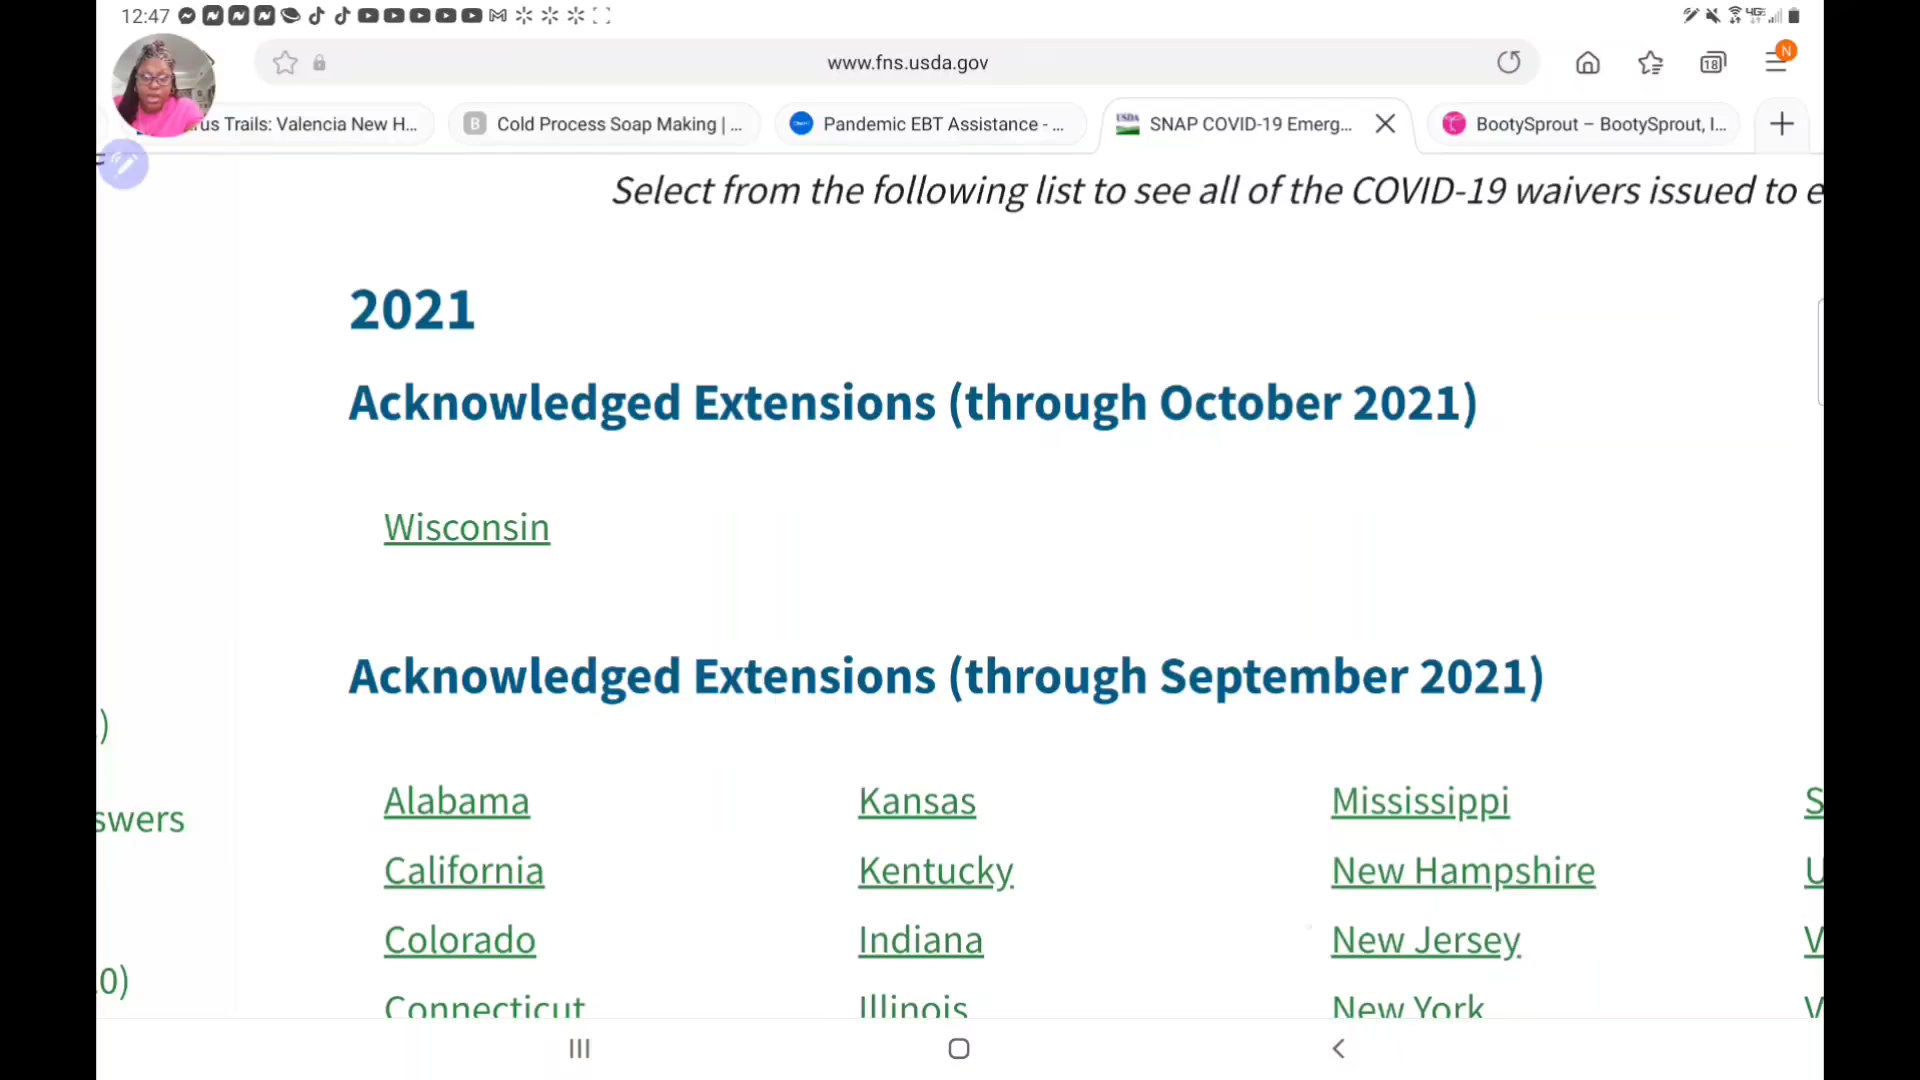 12:47
www.fns.usda.gov
N
18
us Trails: Valencia New H...
B Cold Process Soap Making | ...
Pandemic EBT Assistance - ...
USDA SNAP COVID-19 Emerg...
BootySprout – BootySprout, I...
Select from the following list to see all of the COVID-19 waivers issued to e
2021
Acknowledged Extensions (through October 2021)
Wisconsin
Acknowledged Extensions (through September 2021)
)
Alabama Kansas Mississippi S
swers
California Kentucky New Hampshire U
Colorado Indiana New Jersey V
0)
Connecticut Illinois New York V